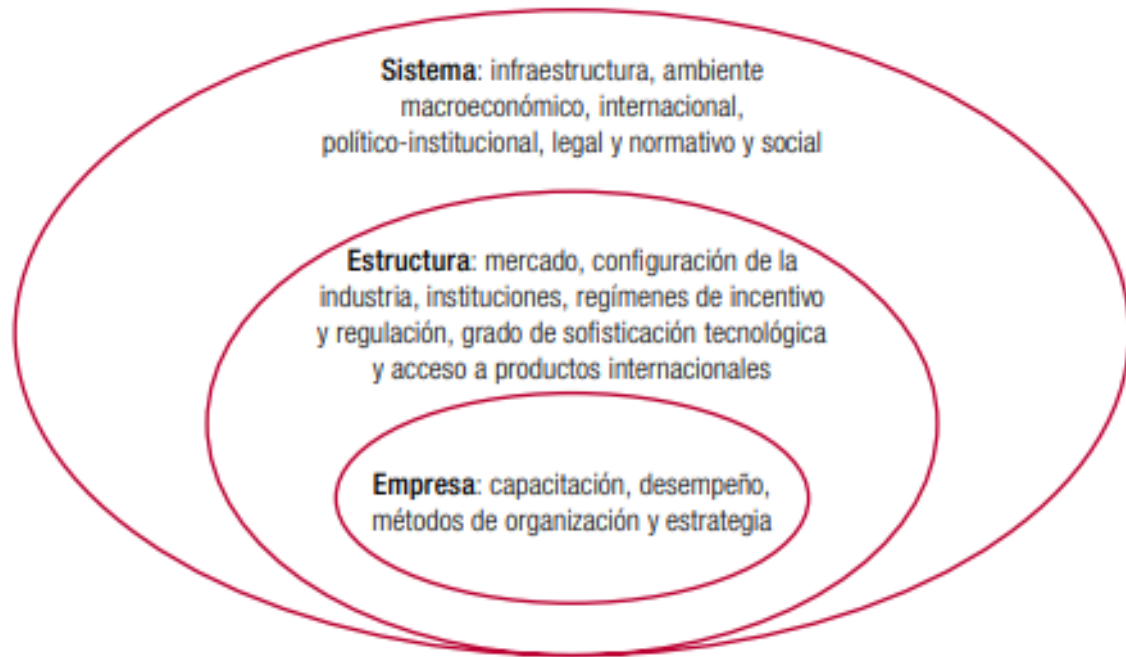 Sistema: infraestructura, ambiente
macroeconómico, internacional,
político-institucional, legal y normativo y social
Estructura: mercado, configuración de la
industria, instituciones, regímenes de incentivo
y regulación, grado de sofisticación tecnológica
y acceso a productos internacionales
Empresa: capacitación, desempeño,
métodos de organización y estrategia